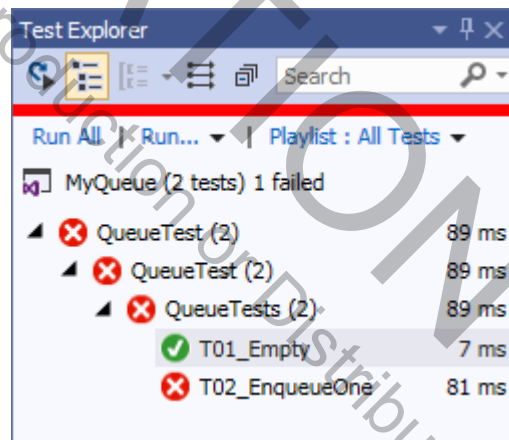 Test Explorer
Search
Run All | Run... | Playlist : All Tests
MyQueue (2 tests) 1 failed
QueueTest (2) 89 ms
QueueTest (2) 89 ms
QueueTests (2) 89 ms
T01_Empty 7 ms
T02_EnqueueOne 81 ms